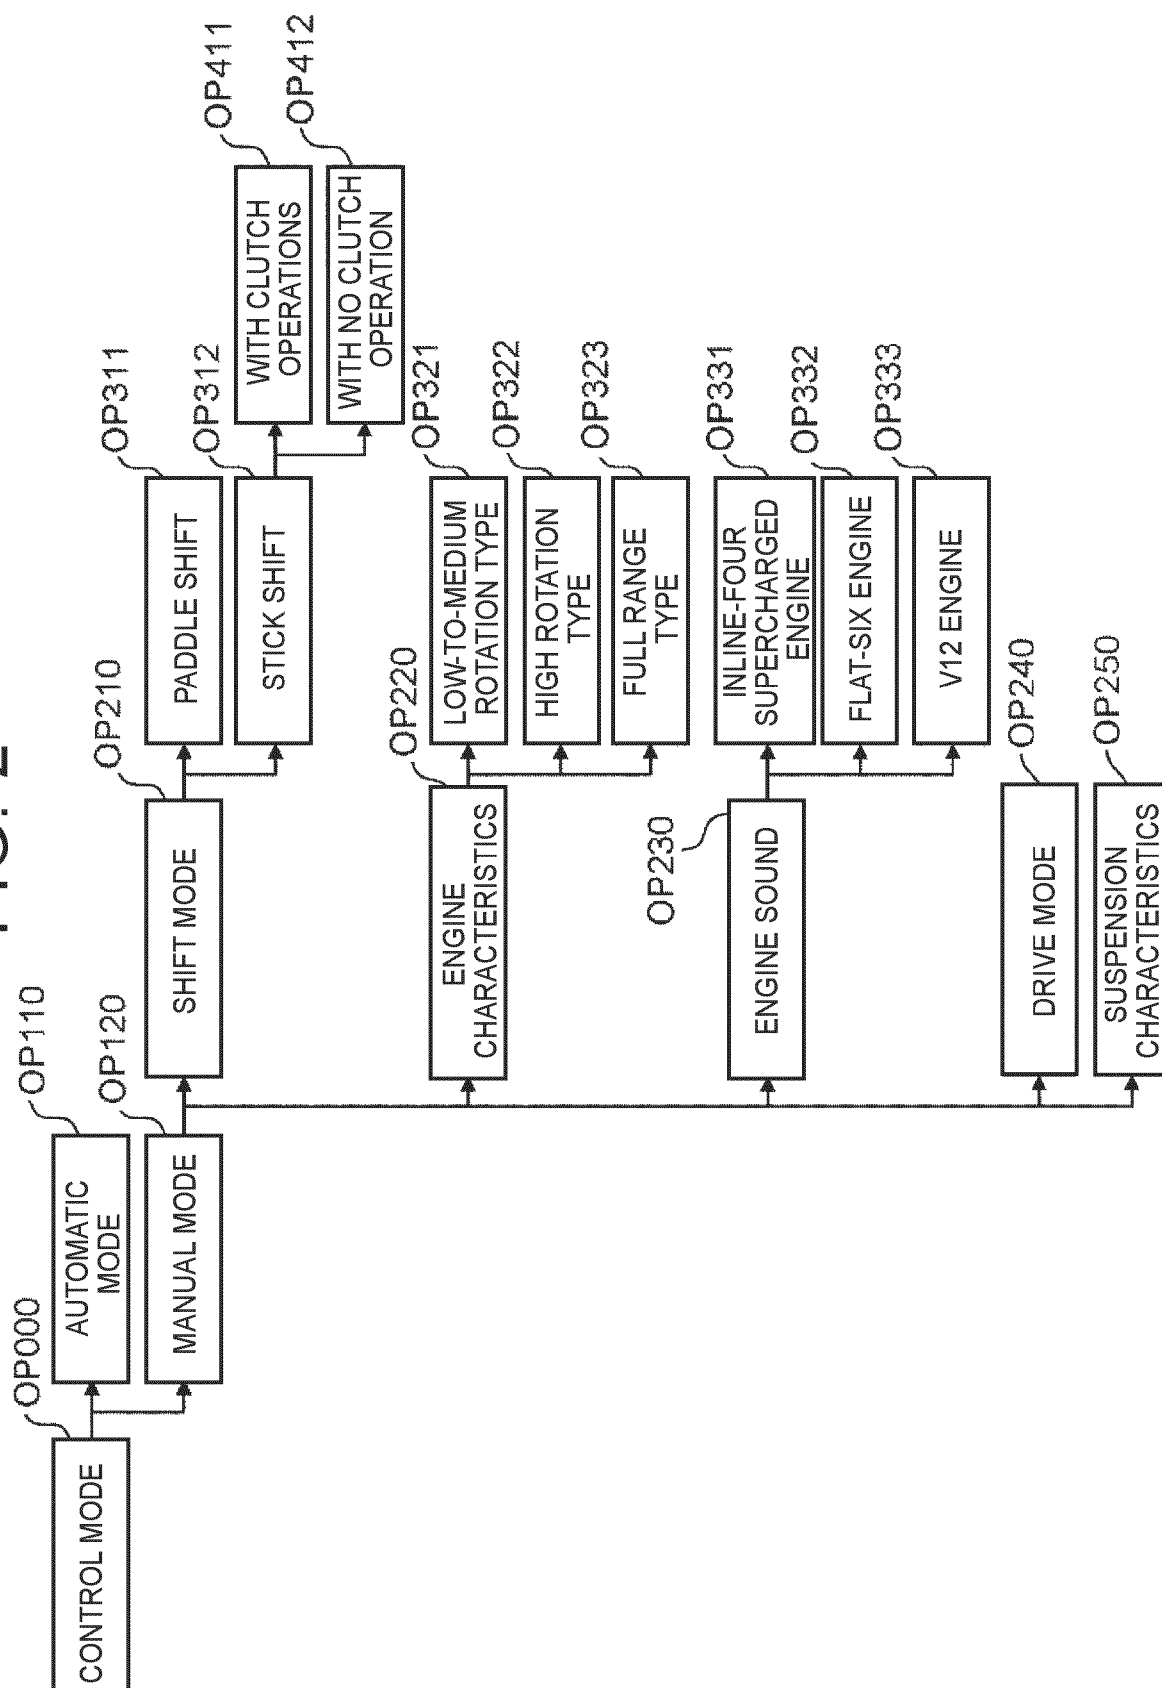 FIG. 2
OP000
CONTROL MODE
OP110
AUTOMATIC
MODE
OP120
MANUAL MODE
OP210
SHIFT MODE
OP311
PADDLE SHIFT
OP312
STICK SHIFT
OP411
WITH CLUTCH
OPERATIONS
OP412
WITH NO CLUTCH
OPERATION
OP220
ENGINE
CHARACTERISTICS
OP321
LOW-TO-MEDIUM
ROTATION TYPE
OP322
HIGH ROTATION
TYPE
OP323
FULL RANGE
TYPE
OP230
ENGINE SOUND
OP331
INLINE-FOUR
SUPERCHARGED
ENGINE
OP332
FLAT-SIX ENGINE
OP333
V12 ENGINE
OP240
DRIVE MODE
OP250
SUSPENSION
CHARACTERISTICS